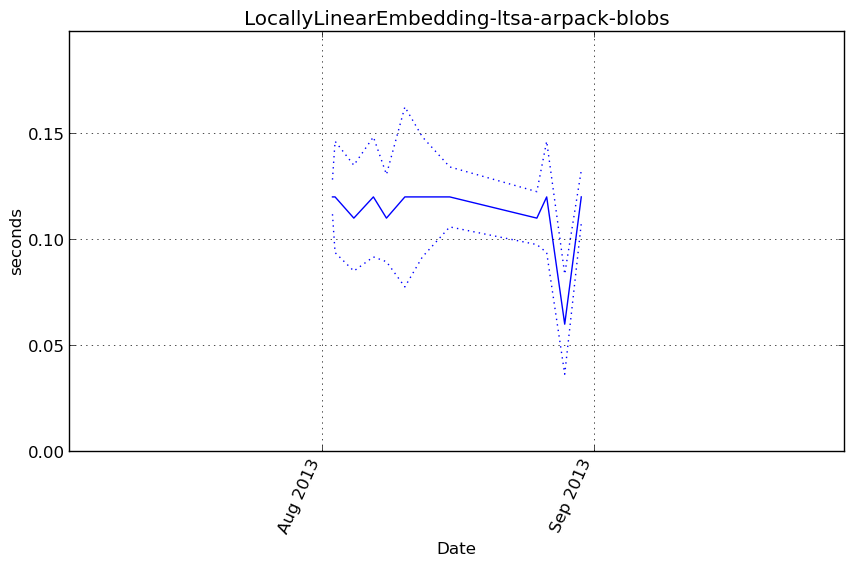 LocallyLinearEmbedding-ltsa-arpack-blobs
seconds
0.15
0.10
0.05
0.00
Aug 2013
Sep 2013
Date